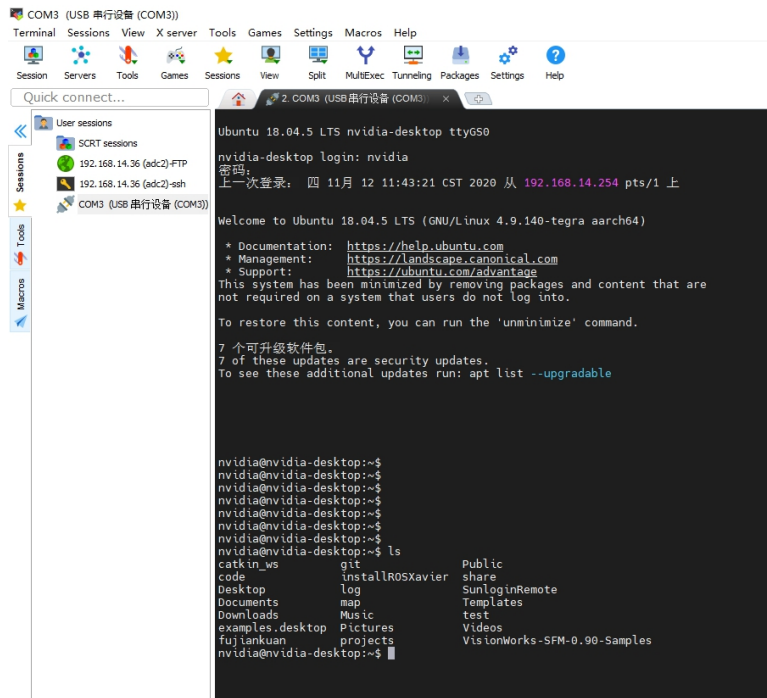 COM3 (USB 串行设备 (COM3))
Terminal Sessions View X server Tools Games Settings Macros Help
Session Servers Tools Games Sessions View Split MultiExec Tunneling Packages Settings Help
Quick connect...
2. COM3 (USB串行设备 (COM3)
User sessions
SCRT sessions
192.168.14.36 (adc2)-FTP
192.168.14.36 (adc2)-ssh
COM3 (USB 串行设备 (COM3))
Sessions
Tools
Macros
Ubuntu 18.04.5 LTS nvidia-desktop ttyGS0
nvidia-desktop login: nvidia
密码：
上一次登录： 四 11月 12 11:43:21 CST 2020 从 192.168.14.254 pts/1 上
Welcome to Ubuntu 18.04.5 LTS (GNU/Linux 4.9.140-tegra aarch64)
* Documentation: https://help.ubuntu.com
* Management: https://landscape.canonical.com
* Support: https://ubuntu.com/advantage
This system has been minimized by removing packages and content that are
not required on a system that users do not log into.
To restore this content, you can run the 'unminimize' command.
7 个可升级软件包。
7 of these updates are security updates.
To see these additional updates run: apt list --upgradable
nvidia@nvidia-desktop:~$
nvidia@nvidia-desktop:~$
nvidia@nvidia-desktop:~$
nvidia@nvidia-desktop:~$
nvidia@nvidia-desktop:~$
nvidia@nvidia-desktop:~$
nvidia@nvidia-desktop:~$
nvidia@nvidia-desktop:~$ ls
catkin_ws git Public
code installROSXavier share
Desktop log SunloginRemote
Documents map Templates
Downloads Music test
examples.desktop Pictures Videos
fujiankuan projects VisionWorks-SFM-0.90-Samples
nvidia@nvidia-desktop:~$